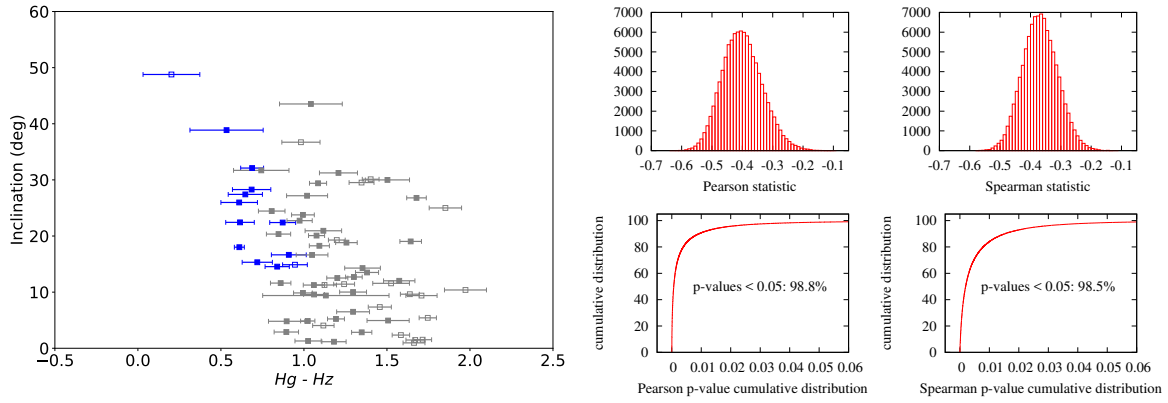 60
50
40
30
20
10
0
−0.5 0.0 0.5 1.0 1.5 2.0 2.5
Inclination (deg)
Hg - Hz
7000
6000
5000
4000
3000
2000
1000
0
-0.7 -0.6 -0.5 -0.4 -0.3 -0.2 -0.1
Pearson statistic
7000
6000
5000
4000
3000
2000
1000
0
-0.7 -0.6 -0.5 -0.4 -0.3 -0.2 -0.1
Spearman statistic
100
80
60
40
20
0
cumulative distribution
p-values < 0.05: 98.8%
0 0.01 0.02 0.03 0.04 0.05 0.06
Pearson p-value cumulative distribution
100
80
60
40
20
0
cumulative distribution
p-values < 0.05: 98.5%
0 0.01 0.02 0.03 0.04 0.05 0.06
Spearman p-value cumulative distribution